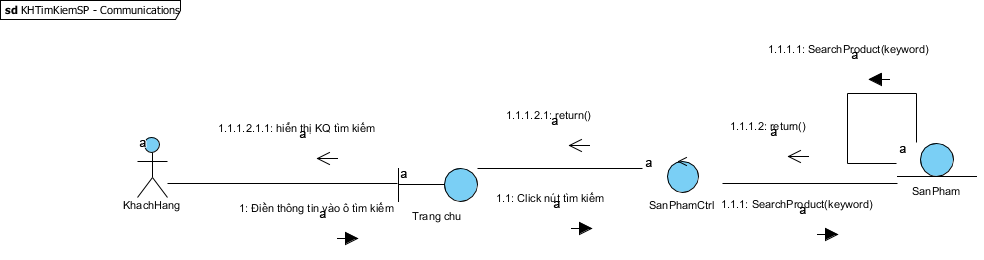 sd KHTimKiemSP - Communications
1.1.1.1: SearchProduct(keyword)
a
1.1.1.2.1.1: hiển thị KQ tìm kiếm
a
1.1.1.2.1: return()
a
1.1.1.2: return()
a
a
a
a
a
KhachHang
1: Điền thông tin vào ô tìm kiếm
a
Trang chu
1.1: Click nút tìm kiếm
a
SanPhamCtrl
1.1.1: SearchProduct(keyword)
a
SanPham